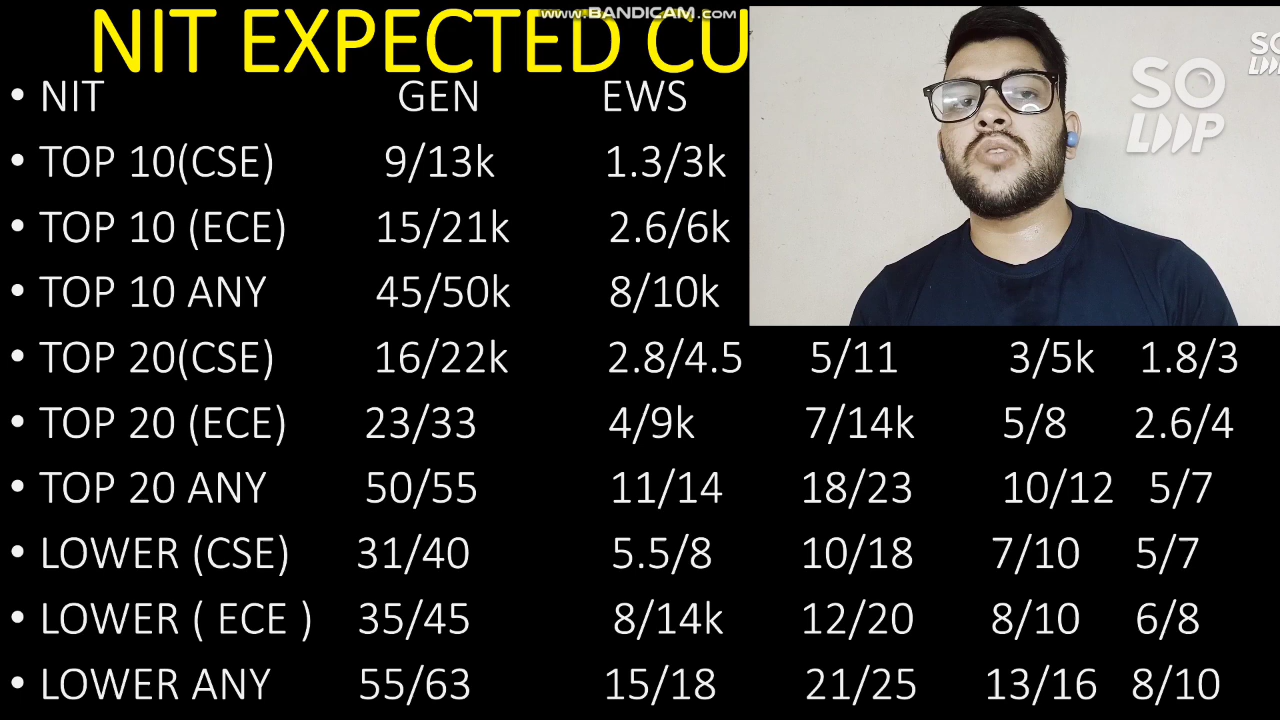 www.BANDICAM.com
NIT EXPECTED CU
• NIT GEN EWS
• TOP 10(CSE) 9/13k 1.3/3k
• TOP 10 (ECE) 15/21k 2.6/6k
• TOP 10 ANY 45/50k 8/10k
• TOP 20(CSE) 16/22k 2.8/4.5 5/11 3/5k 1.8/3
• TOP 20 (ECE) 23/33 4/9k 7/14k 5/8 2.6/4
• TOP 20 ANY 50/55 11/14 18/23 10/12 5/7
• LOWER (CSE) 31/40 5.5/8 10/18 7/10 5/7
• LOWER ( ECE ) 35/45 8/14k 12/20 8/10 6/8
• LOWER ANY 55/63 15/18 21/25 13/16 8/10
SO
LOOP
SO